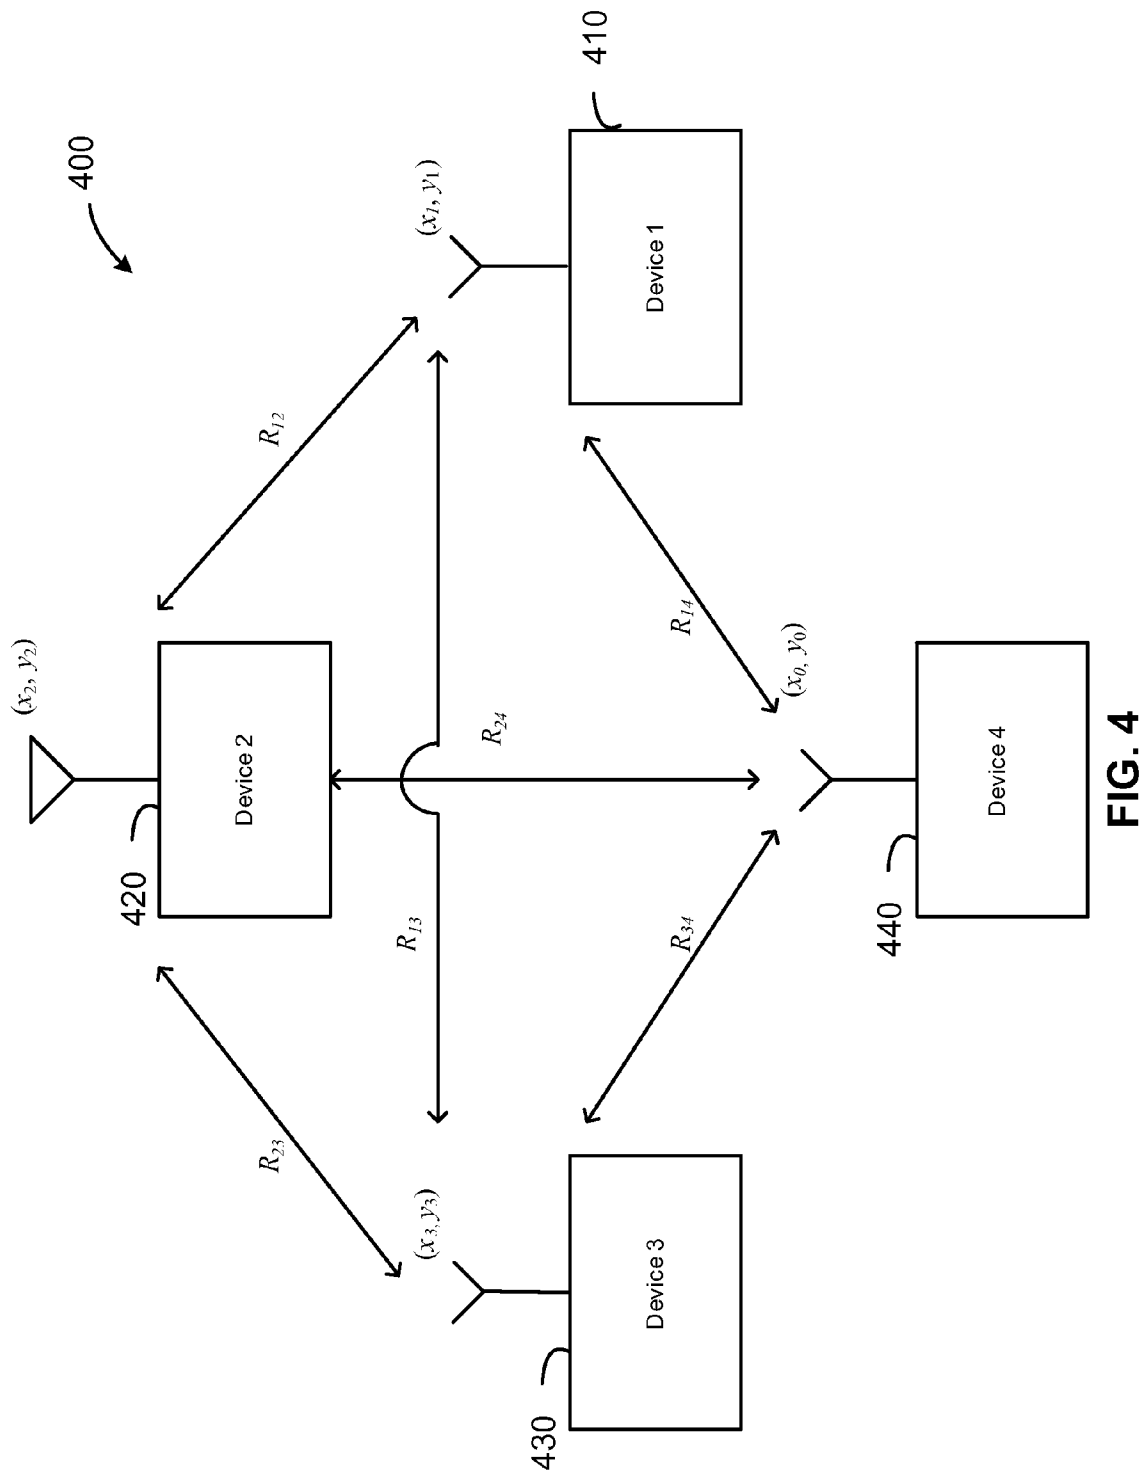 400
410
(x1, y1)
Device 1
R12
R14
(x2, y2)
420
Device 2
R24
(x0, y0)
440
Device 4
R13
R23
R34
(x3, y3)
430
Device 3
FIG. 4